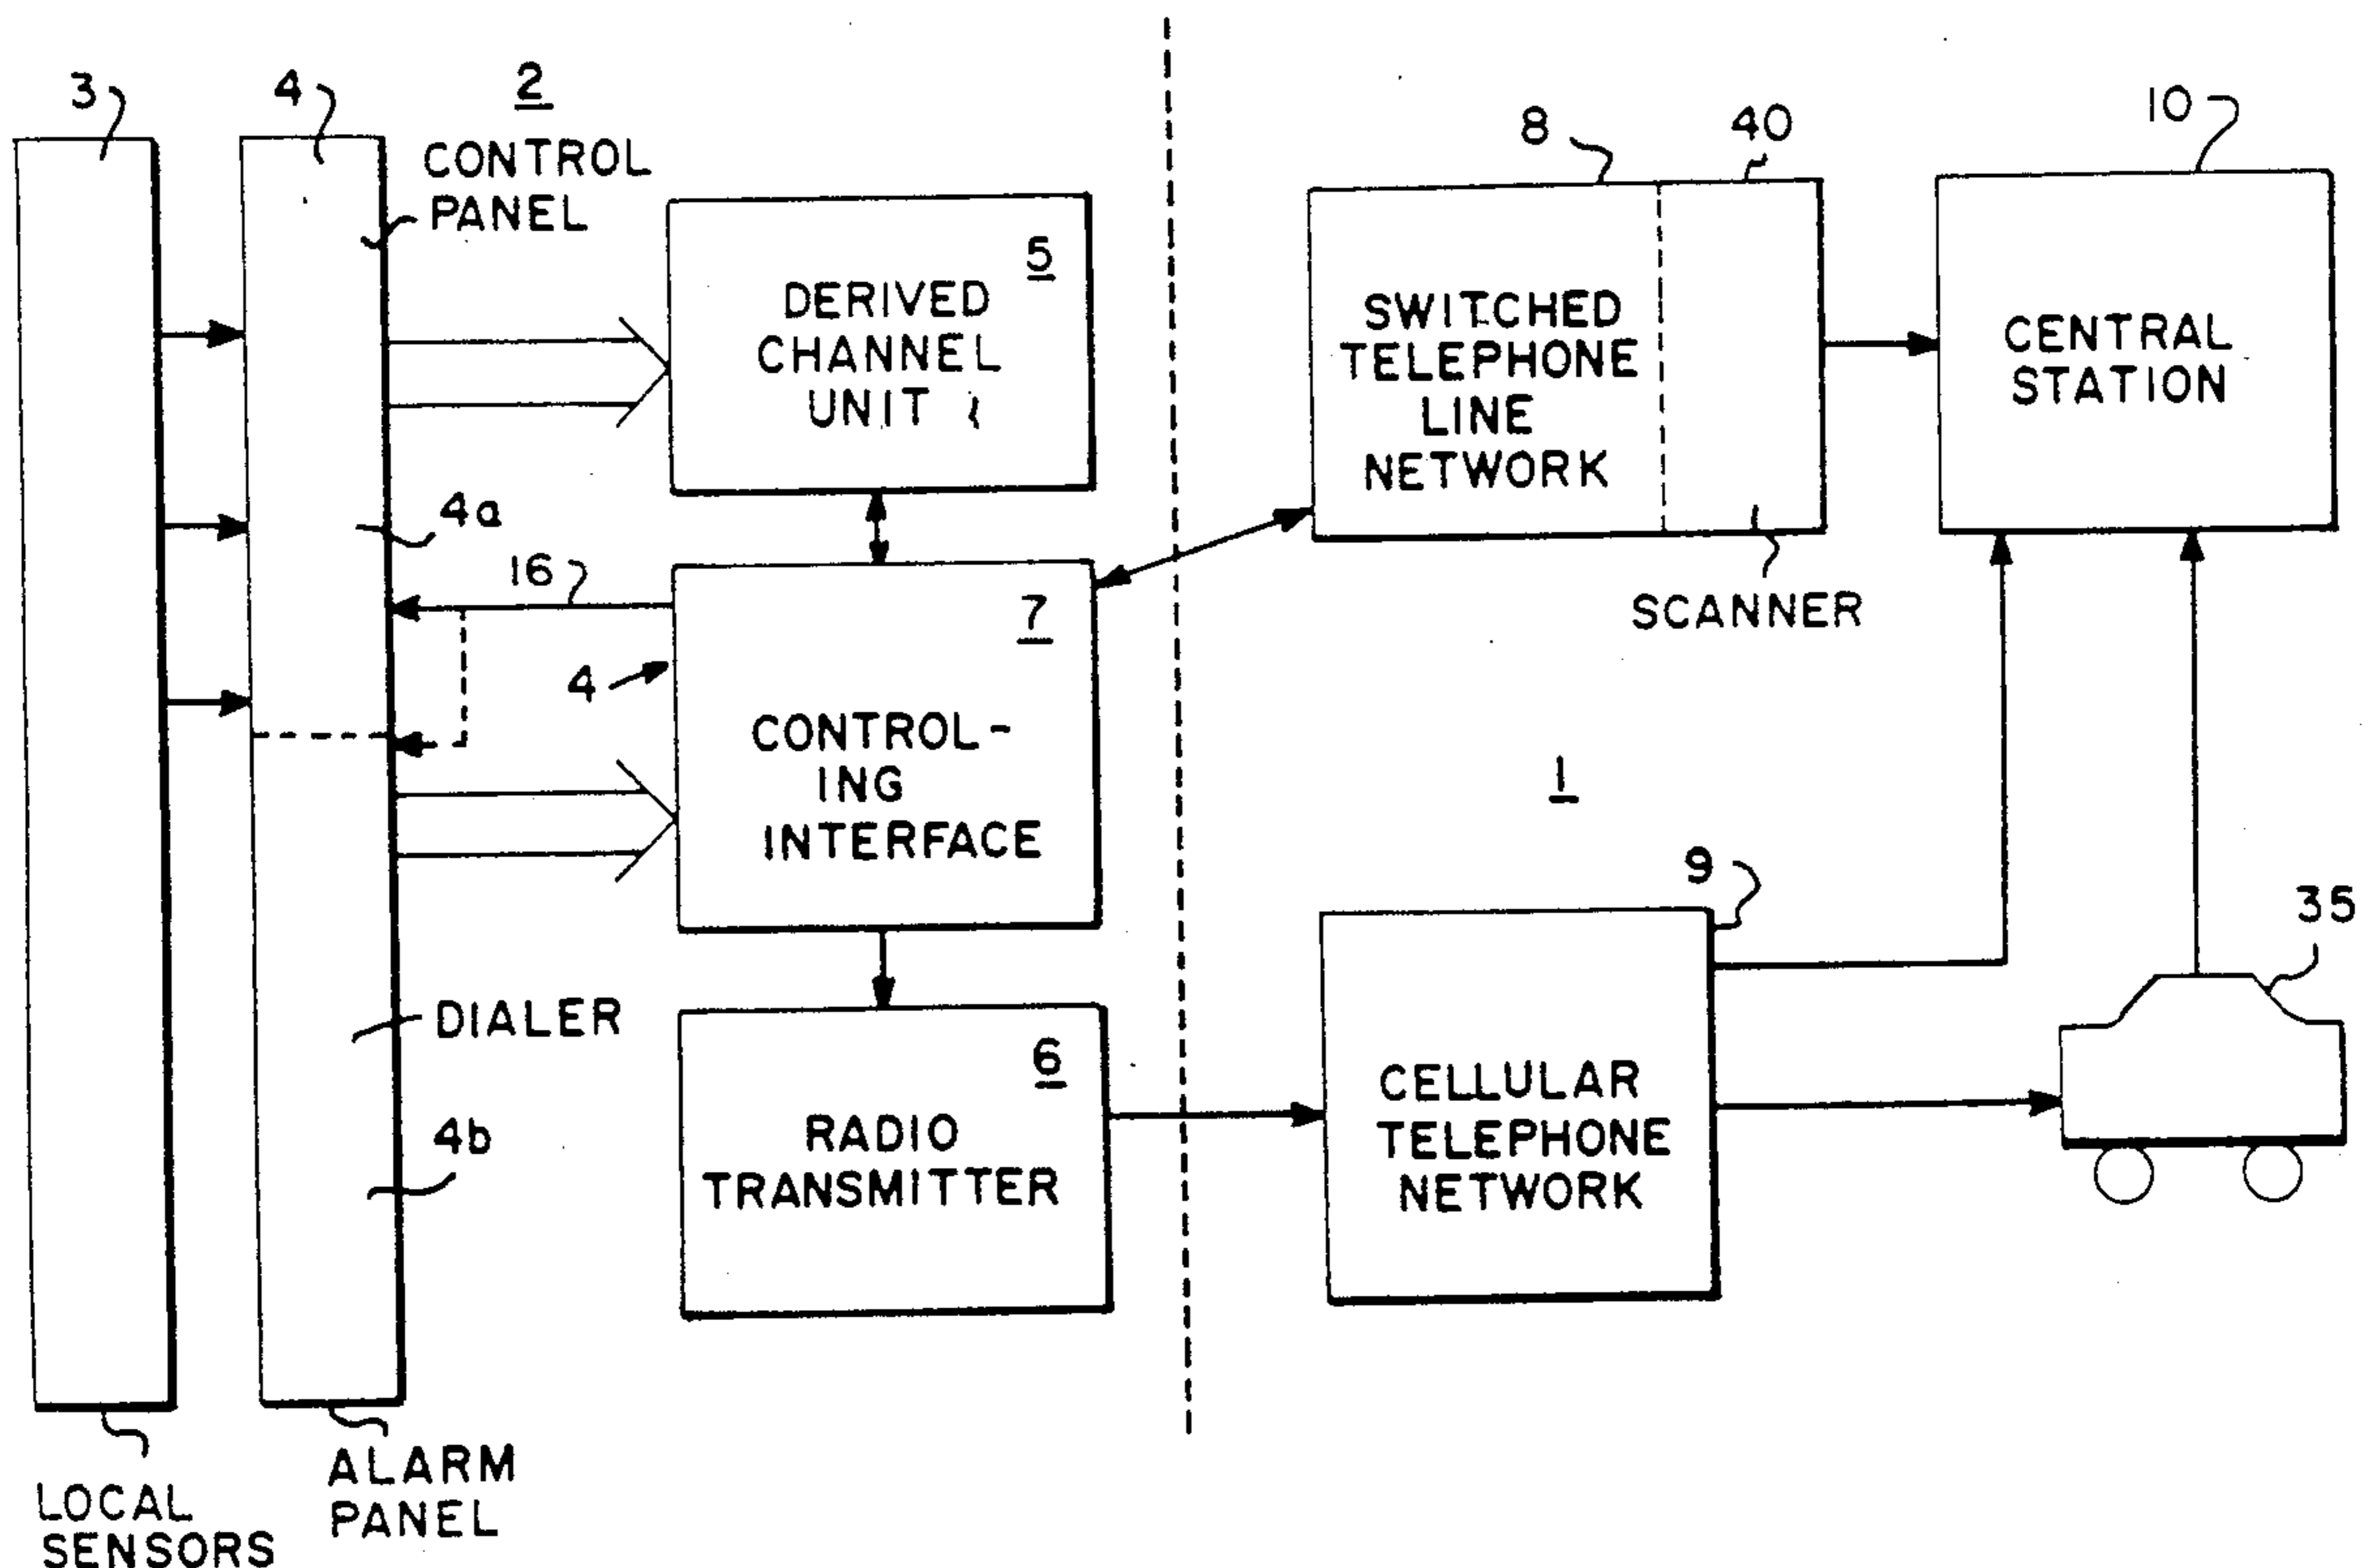 3
4
2
CONTROL
PANEL
5
DERIVED
CHANNEL
UNIT
4a
16
7
4
CONTROL-
ING
INTERFACE
DIALER
4b
6
RADIO
TRANSMITTER
LOCAL
SENSORS
ALARM
PANEL
8
40
10
SWITCHED
TELEPHONE
LINE
NETWORK
SCANNER
CENTRAL
STATION
1
9
35
CELLULAR
TELEPHONE
NETWORK